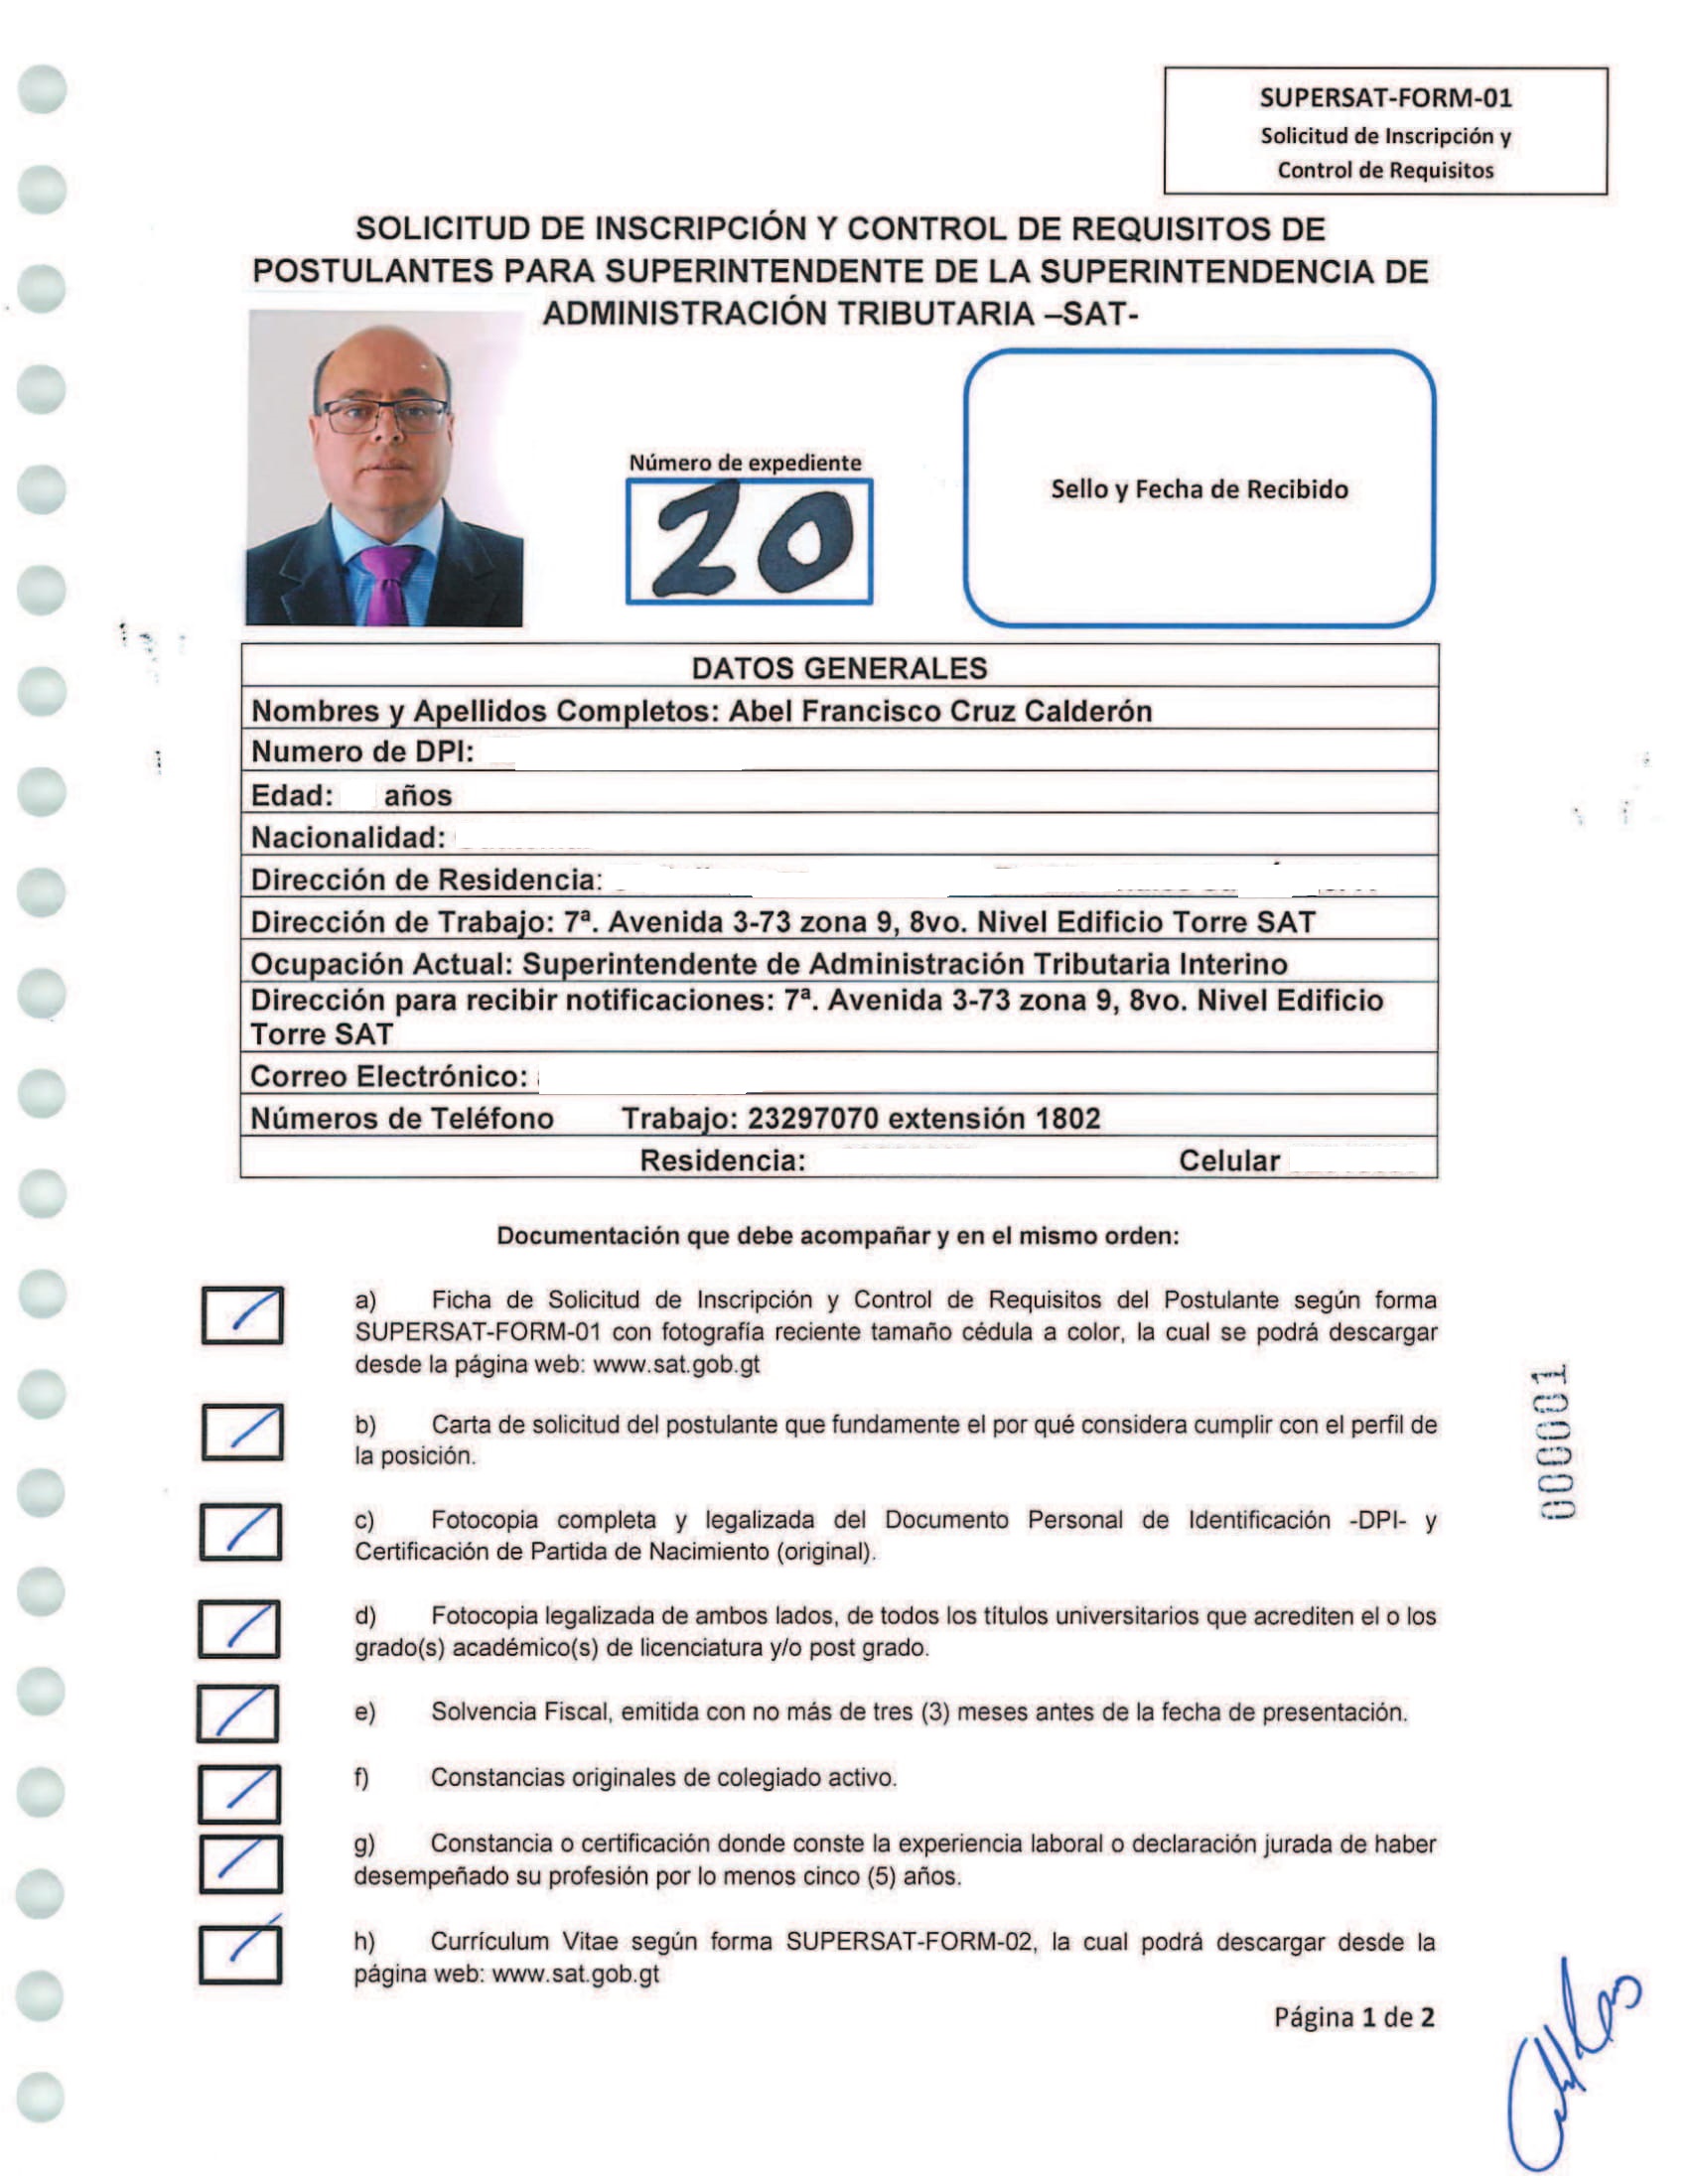 SUPERSAT-FORM-01
Solicitud de Inscripción y
Control de Requisitos
SOLICITUD DE INSCRIPCIÓN Y CONTROL DE REQUISITOS DE
POSTULANTES PARA SUPERINTENDENTE DE LA SUPERINTENDENCIA DE
ADMINISTRACIÓN TRIBUTARIA –SAT-
Número de expediente
20
Sello y Fecha de Recibido
DATOS GENERALES
Nombres y Apellidos Completos: Abel Francisco Cruz Calderón
Numero de DPI:
Edad: años
Nacionalidad:
Dirección de Residencia:
Dirección de Trabajo: 7ª. Avenida 3-73 zona 9, 8vo. Nivel Edificio Torre SAT
Ocupación Actual: Superintendente de Administración Tributaria Interino
Dirección para recibir notificaciones: 7ª. Avenida 3-73 zona 9, 8vo. Nivel Edificio
Torre SAT
Correo Electrónico:
Números de Teléfono Trabajo: 23297070 extensión 1802
Residencia: Celular
Documentación que debe acompañar y en el mismo orden:
a) Ficha de Solicitud de Inscripción y Control de Requisitos del Postulante según forma
SUPERSAT-FORM-01 con fotografía reciente tamaño cédula a color, la cual se podrá descargar
desde la página web: www.sat.gob.gt
b) Carta de solicitud del postulante que fundamente el por qué considera cumplir con el perfil de
la posición.
c) Fotocopia completa y legalizada del Documento Personal de Identificación -DPI- y
Certificación de Partida de Nacimiento (original).
d) Fotocopia legalizada de ambos lados, de todos los títulos universitarios que acrediten el o los
grado(s) académico(s) de licenciatura y/o post grado.
e) Solvencia Fiscal, emitida con no más de tres (3) meses antes de la fecha de presentación.
f) Constancias originales de colegiado activo.
g) Constancia o certificación donde conste la experiencia laboral o declaración jurada de haber
desempeñado su profesión por lo menos cinco (5) años.
h) Currículum Vitae según forma SUPERSAT-FORM-02, la cual podrá descargar desde la
página web: www.sat.gob.gt
000001
Página 1 de 2